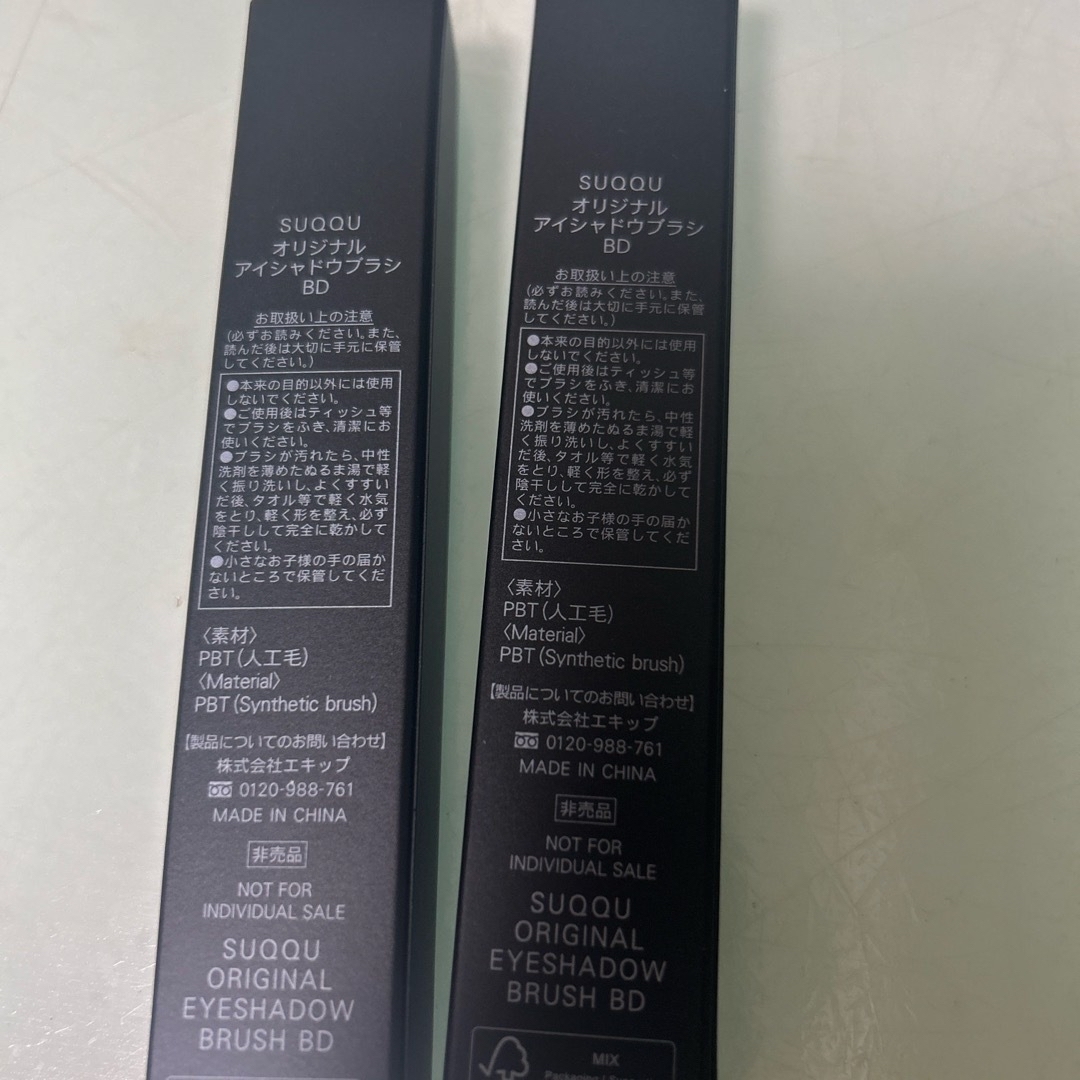 SUQQU
オリジナル
アイシャドウブラシ
BD
お取扱い上の注意
(必ずお読みください。また、
読んだ後は大切に手元に保管
してください。)
●本来の目的以外には使用
しないでください。
●ご使用後はティッシュ等
でブラシをふき、清潔にお
使いください。
●ブラシが汚れたら、中性
洗剤を薄めたぬるま湯で軽
く振り洗いし、よくすすい
だ後、タオル等で軽く水気
をとり、軽く形を整え、必ず
陰干しして完全に乾かして
ください。
●小さなお子様の手の届か
ないところで保管してくだ
さい。
〈素材〉
PBT(人工毛)
〈Material〉
PBT(Synthetic brush)
【製品についてのお問い合わせ】
株式会社エキップ
0120-988-761
MADE IN CHINA
非売品
NOT FOR
INDIVIDUAL SALE
SUQQU
ORIGINAL
EYESHADOW
BRUSH BD
SUQQU
オリジナル
アイシャドウブラシ
BD
お取扱い上の注意
(必ずお読みください。また、
読んだ後は大切に手元に保管
してください。)
●本来の目的以外には使用
しないでください。
●ご使用後はティッシュ等
でブラシをふき、清潔にお
使いください。
●ブラシが汚れたら、中性
洗剤を薄めたぬるま湯で軽
く振り洗いし、よくすすい
だ後、タオル等で軽く水気
をとり、軽く形を整え、必ず
陰干しして完全に乾かして
ください。
●小さなお子様の手の届か
ないところで保管してくだ
さい。
〈素材〉
PBT(人工毛)
〈Material〉
PBT(Synthetic brush)
【製品についてのお問い合わせ】
株式会社エキップ
0120-988-761
MADE IN CHINA
非売品
NOT FOR
INDIVIDUAL SALE
SUQQU
ORIGINAL
EYESHADOW
BRUSH BD
MIX